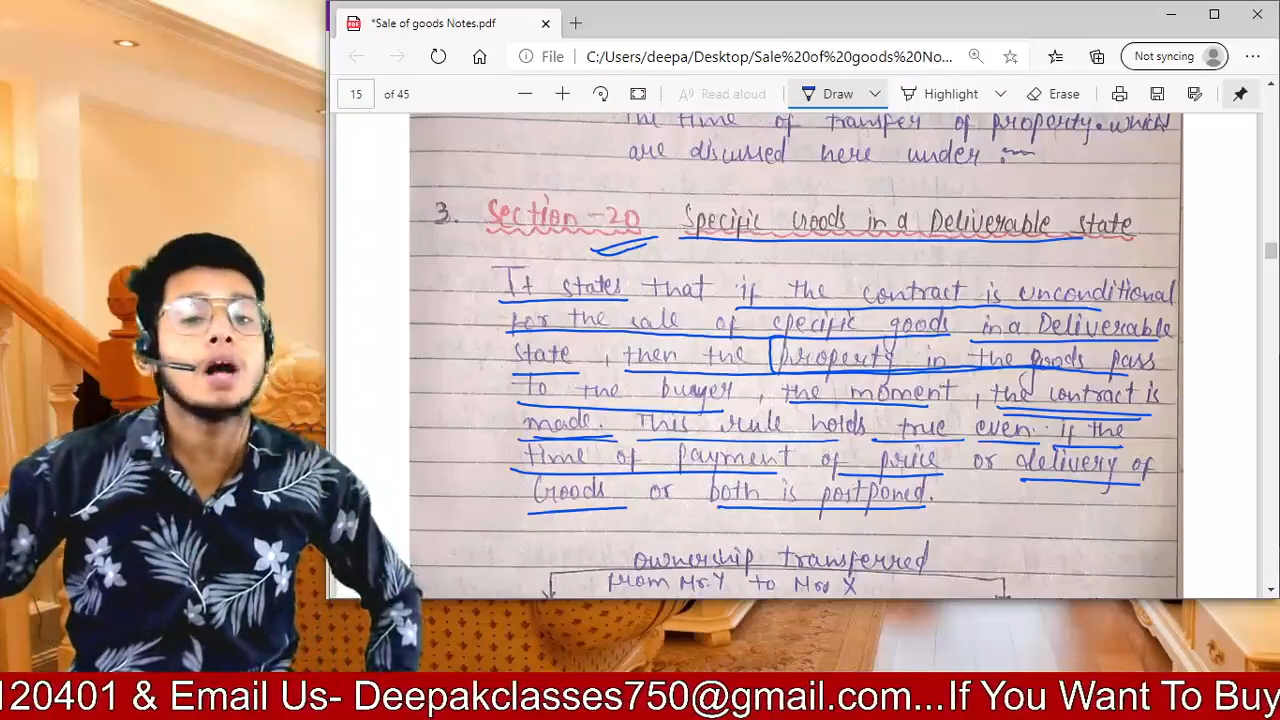 *Sale of goods Notes.pdf
File C:/Users/deepa/Desktop/Sale%20of%20goods%20No... Not syncing
15 of 45 Read aloud Draw Highlight Erase
The time of transfer of property. which
are discussed here under :-
3. Section -20 Specific Goods in a Deliverable state
It states that if the contract is unconditional
for the sale of specific goods in a Deliverable
state, then the property in the goods pass
to the buyer, the moment, the contract is
made. This rule holds true even if the
time of payment of price or delivery of
Goods or both is postponed.
ownership transferred
from Mr. Y to Mrs X
120401 & Email Us- Deepakclasses750@gmail.com...If You Want To Buy